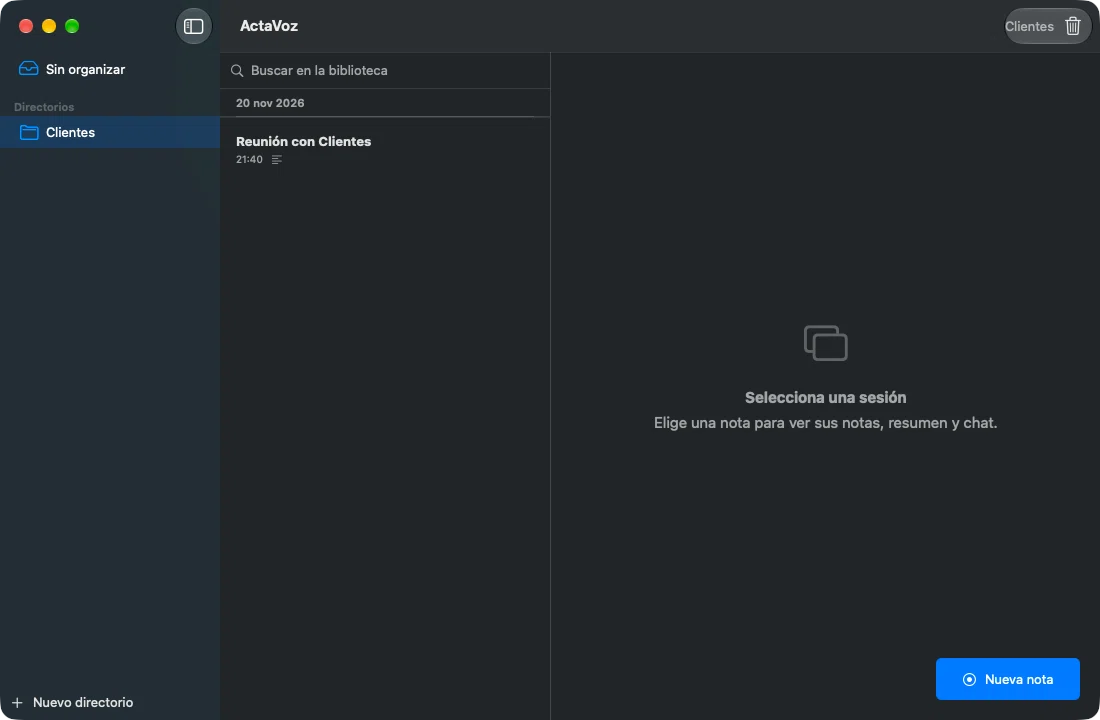 ActaVoz
Clientes
Sin organizar
Directorios
Clientes
Nuevo directorio
Buscar en la biblioteca
20 nov 2026
Reunión con Clientes
21:40
Selecciona una sesión
Elige una nota para ver sus notas, resumen y chat.
Nueva nota